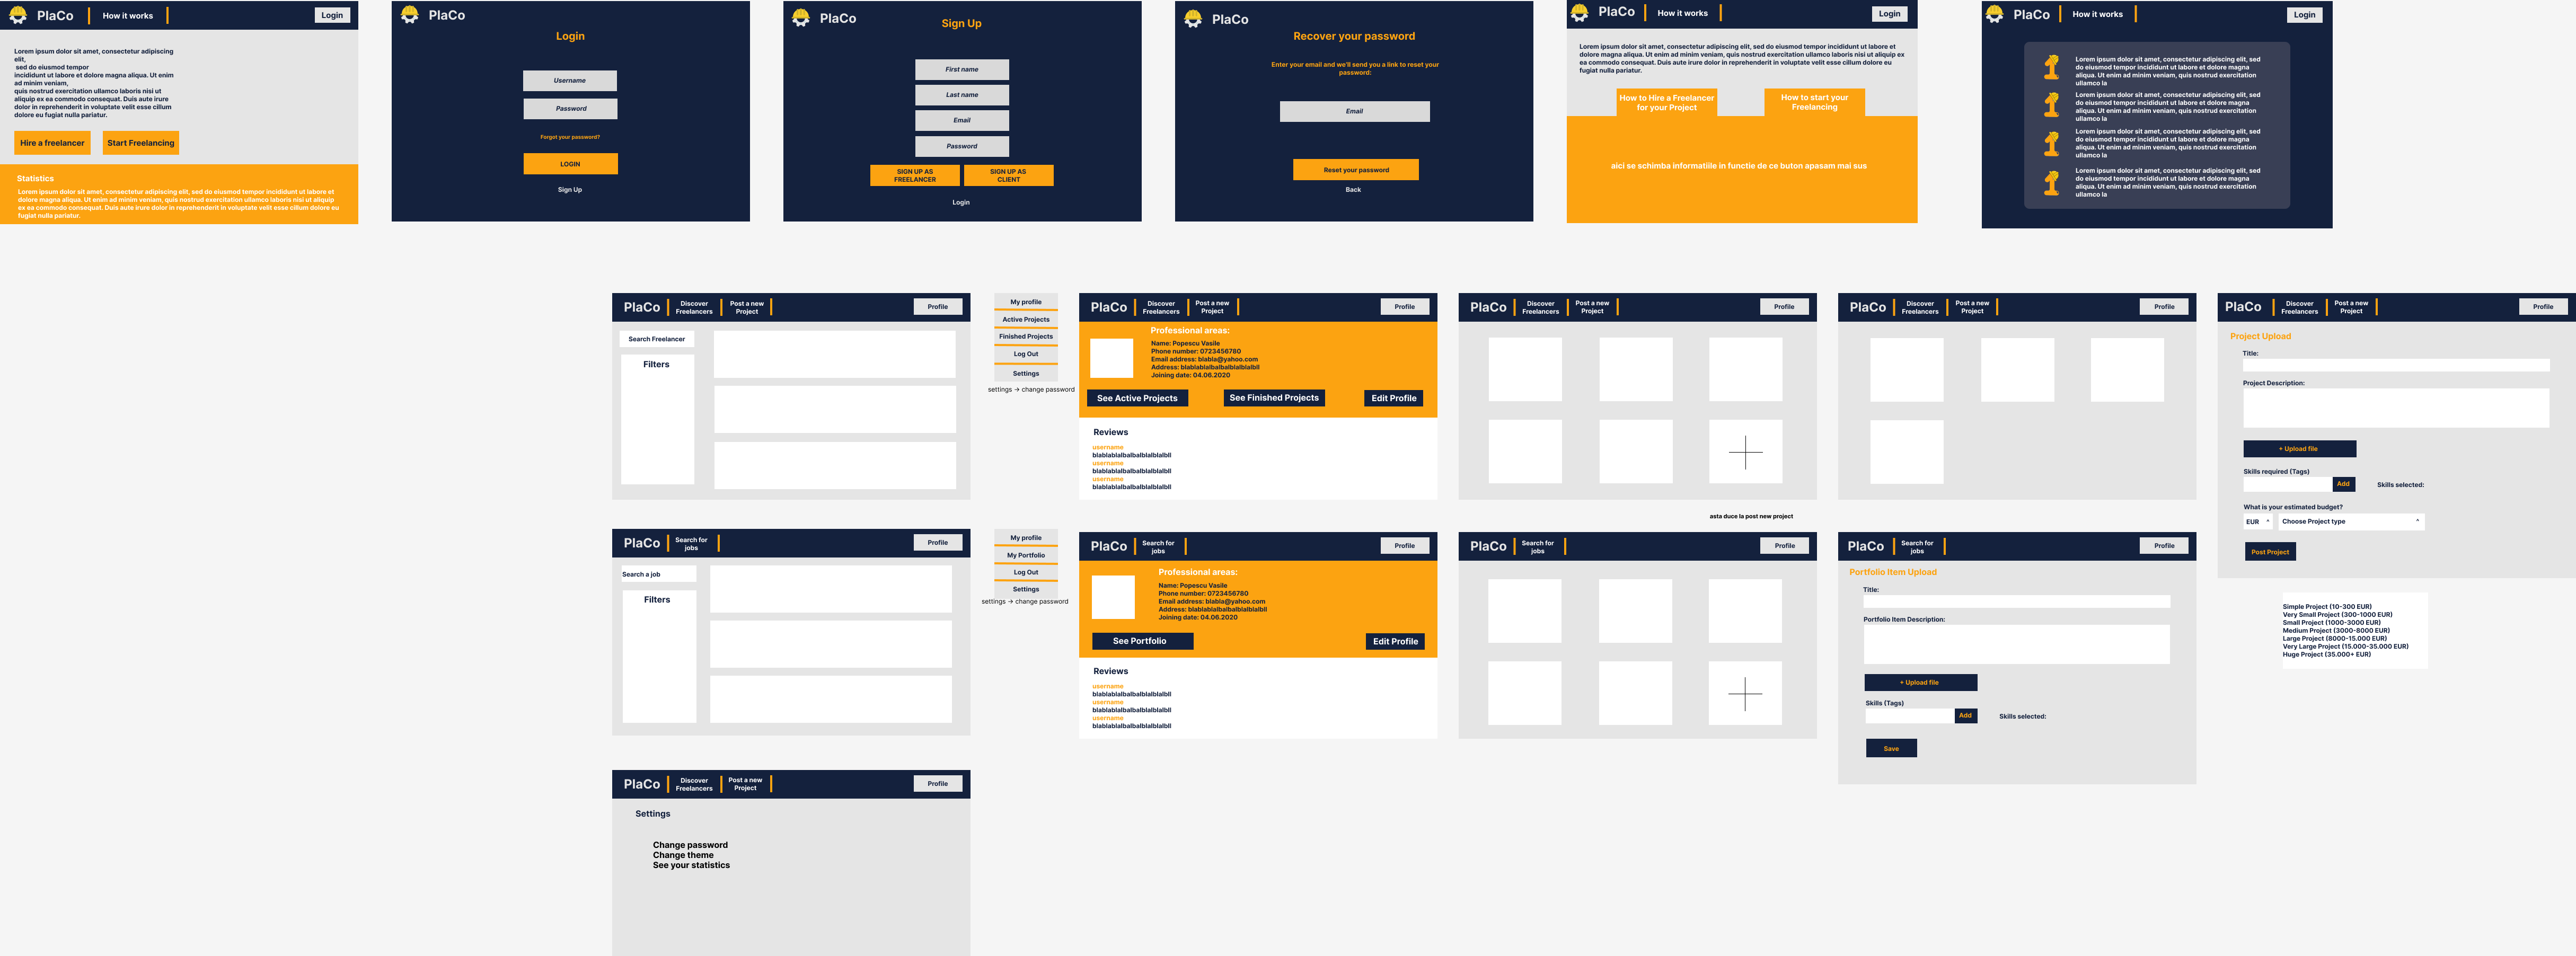 PlaCo
How it works
Login
Lorem ipsum dolor sit amet, consectetur adipiscing
elit,
sed do eiusmod tempor
incididunt ut labore et dolore magna aliqua. Ut enim
ad minim veniam,
quis nostrud exercitation ullamco laboris nisi ut
aliquip ex ea commodo consequat. Duis aute irure
dolor in reprehenderit in voluptate velit esse cillum
dolore eu fugiat nulla pariatur.
Hire a freelancer
Start Freelancing
Statistics
Lorem ipsum dolor sit amet, consectetur adipiscing elit, sed do eiusmod tempor incididunt ut labore et
dolore magna aliqua. Ut enim ad minim veniam, quis nostrud exercitation ullamco laboris nisi ut aliquip
ex ea commodo consequat. Duis aute irure dolor in reprehenderit in voluptate velit esse cillum dolore eu
fugiat nulla pariatur.
PlaCo
Login
Username
Password
Forgot your password?
LOGIN
Sign Up
PlaCo
Sign Up
First name
Last name
Email
Password
SIGN UP AS
FREELANCER
SIGN UP AS
CLIENT
Login
PlaCo
Recover your password
Enter your email and we'll send you a link to reset your
password:
Email
Reset your password
Back
PlaCo
How it works
Login
Lorem ipsum dolor sit amet, consectetur adipiscing elit, sed do eiusmod tempor incididunt ut labore et
dolore magna aliqua. Ut enim ad minim veniam, quis nostrud exercitation ullamco laboris nisi ut aliquip ex
ea commodo consequat. Duis aute irure dolor in reprehenderit in voluptate velit esse cillum dolore eu
fugiat nulla pariatur.
How to Hire a Freelancer
for your Project
How to start your
Freelancing
aici se schimba informatiile in functie de ce buton apasam mai sus
PlaCo
How it works
Login
1
Lorem ipsum dolor sit amet, consectetur adipiscing elit, sed
do eiusmod tempor incididunt ut labore et dolore magna
aliqua. Ut enim ad minim veniam, quis nostrud exercitation
ullamco la
1
Lorem ipsum dolor sit amet, consectetur adipiscing elit, sed
do eiusmod tempor incididunt ut labore et dolore magna
aliqua. Ut enim ad minim veniam, quis nostrud exercitation
ullamco la
1
Lorem ipsum dolor sit amet, consectetur adipiscing elit, sed
do eiusmod tempor incididunt ut labore et dolore magna
aliqua. Ut enim ad minim veniam, quis nostrud exercitation
ullamco la
1
Lorem ipsum dolor sit amet, consectetur adipiscing elit, sed
do eiusmod tempor incididunt ut labore et dolore magna
aliqua. Ut enim ad minim veniam, quis nostrud exercitation
ullamco la
PlaCo
Discover
Freelancers
Post a new
Project
Profile
Search Freelancer
Filters
My profile
Active Projects
Finished Projects
Log Out
Settings
settings -> change password
PlaCo
Discover
Freelancers
Post a new
Project
Profile
Professional areas:
Name: Popescu Vasile
Phone number: 0723456780
Email address: blabla@yahoo.com
Address: blablablalbalbalblalblalbll
Joining date: 04.06.2020
See Active Projects
See Finished Projects
Edit Profile
Reviews
username
blablablalbalbalblalblalbll
username
blablablalbalbalblalblalbll
username
blablablalbalbalblalblalbll
PlaCo
Discover
Freelancers
Post a new
Project
Profile
asta duce la post new project
PlaCo
Discover
Freelancers
Post a new
Project
Profile
PlaCo
Discover
Freelancers
Post a new
Project
Profile
Project Upload
Title:
Project Description:
+ Upload file
Skills required (Tags)
Add
Skills selected:
What is your estimated budget?
EUR ^
Choose Project type ^
Post Project
Simple Project (10-300 EUR)
Very Small Project (300-1000 EUR)
Small Project (1000-3000 EUR)
Medium Project (3000-8000 EUR)
Large Project (8000-15.000 EUR)
Very Large Project (15.000-35.000 EUR)
Huge Project (35.000+ EUR)
PlaCo
Search for
jobs
Profile
Search a job
Filters
My profile
My Portfolio
Log Out
Settings
settings -> change password
PlaCo
Search for
jobs
Profile
Professional areas:
Name: Popescu Vasile
Phone number: 0723456780
Email address: blabla@yahoo.com
Address: blablablalbalbalblalblalbll
Joining date: 04.06.2020
See Portfolio
Edit Profile
Reviews
username
blablablalbalbalblalblalbll
username
blablablalbalbalblalblalbll
username
blablablalbalbalblalblalbll
PlaCo
Search for
jobs
Profile
PlaCo
Search for
jobs
Profile
Portfolio Item Upload
Title:
Portfolio Item Description:
+ Upload file
Skills (Tags)
Add
Skills selected:
Save
PlaCo
Discover
Freelancers
Post a new
Project
Profile
Settings
Change password
Change theme
See your statistics